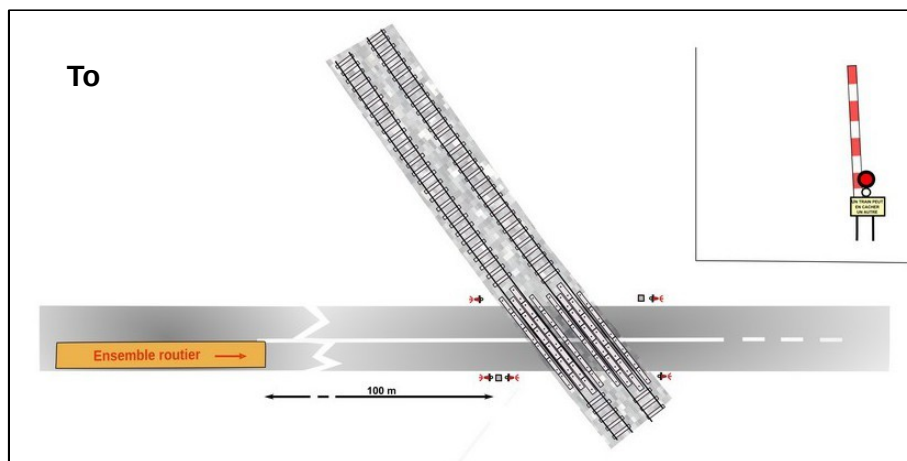 To
Ensemble routier
100 m
UN TRAIN PEUT
EN CACHER
UN AUTRE